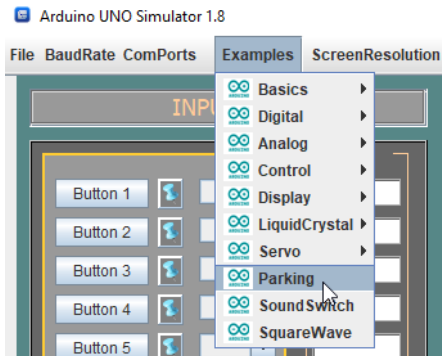 Arduino UNO Simulator 1.8
File BaudRate ComPorts Examples ScreenResolution
Basics
Digital
Analog
Control
Display
LiquidCrystal
Servo
Parking
SoundSwitch
SquareWave
Button 1
Button 2
Button 3
Button 4
Button 5